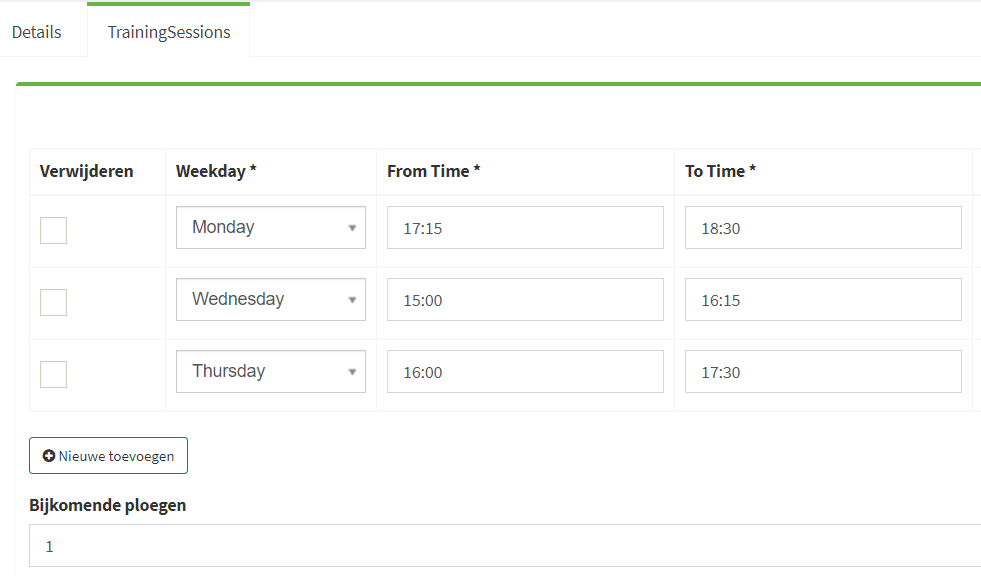 Details TrainingSessions
Verwijderen Weekday * From Time * To Time *
Monday 17:15 18:30
Wednesday 15:00 16:15
Thursday 16:00 17:30
Nieuwe toevoegen
Bijkomende ploegen
1